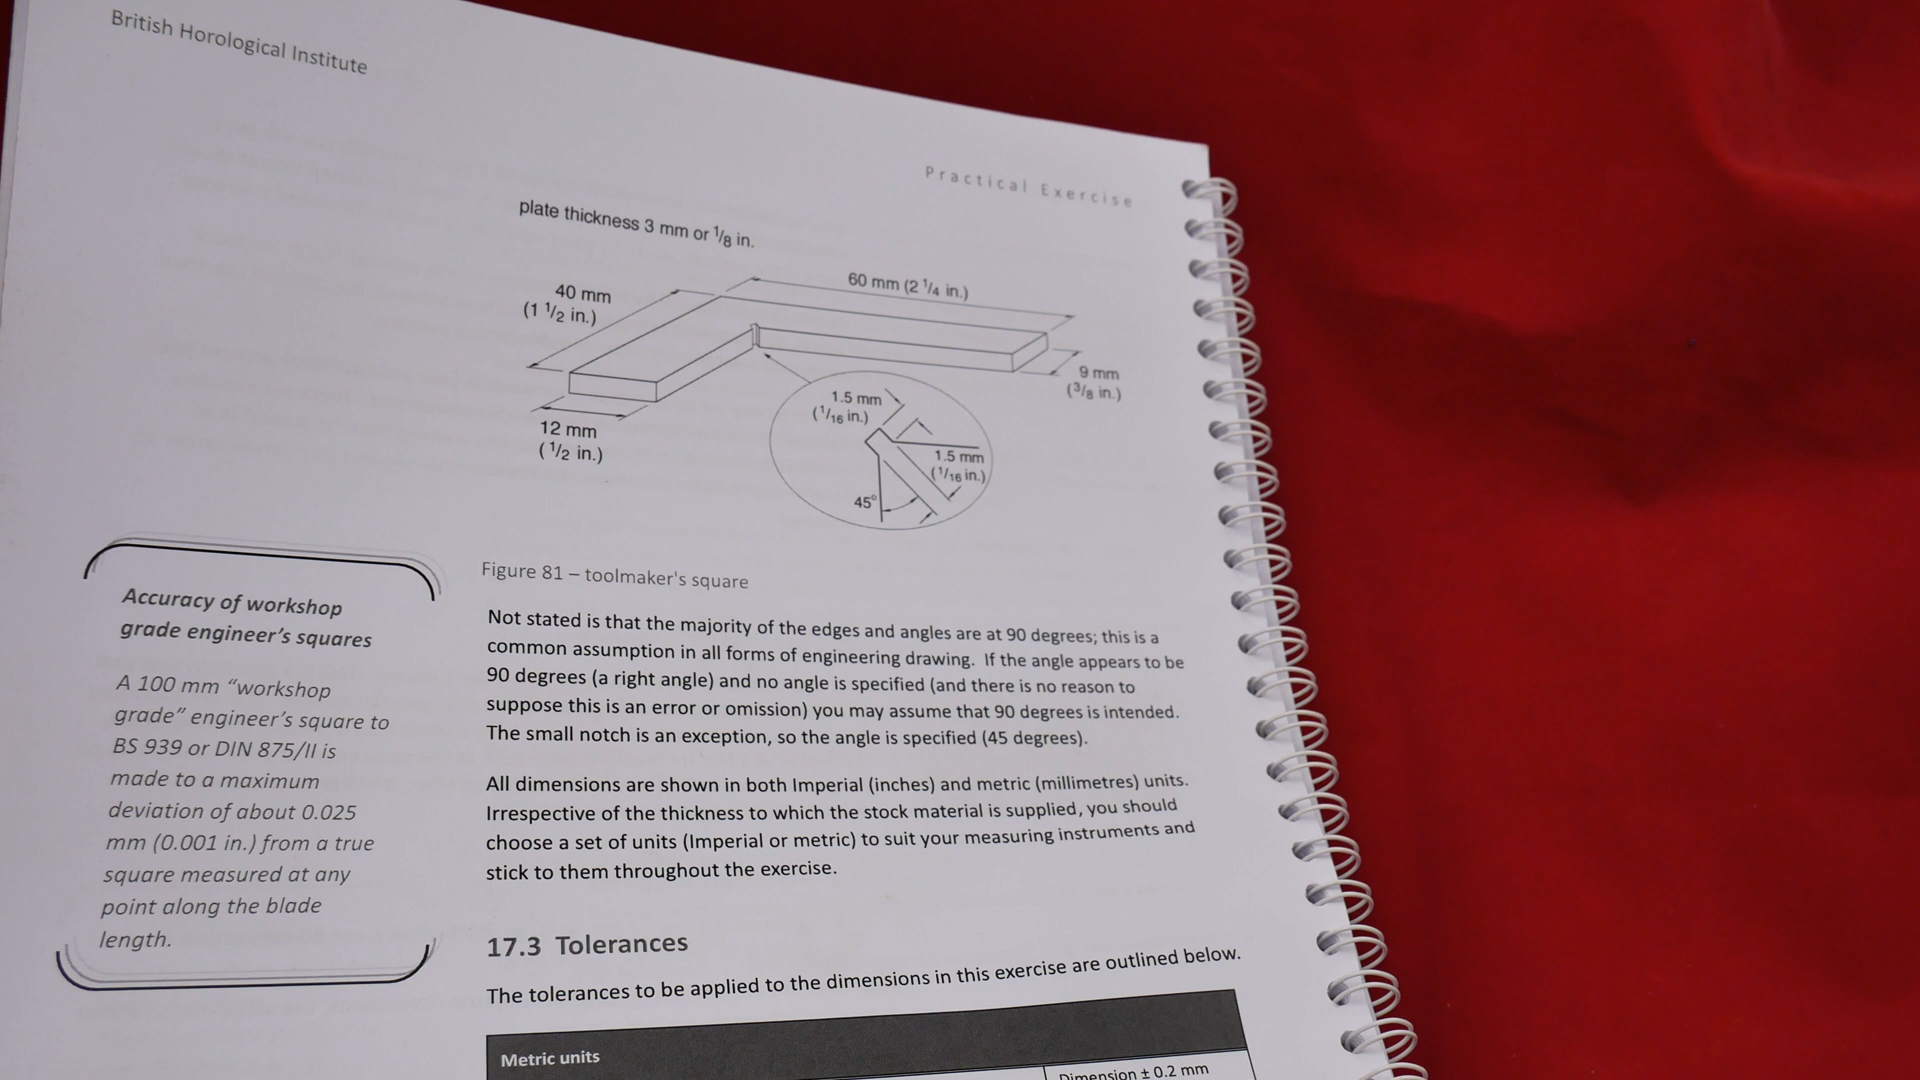 British Horological Institute
Practical Exercise
plate thickness 3 mm or 1/8 in.
40 mm
(1 1/2 in.)
60 mm (2 1/4 in.)
9 mm
(3/8 in.)
12 mm
(1/2 in.)
1.5 mm
(1/16 in.)
1.5 mm
(1/16 in.)
45°
Figure 81 – toolmaker's square
Accuracy of workshop
grade engineer's squares
A 100 mm “workshop
grade” engineer's square to
BS 939 or DIN 875/II is
made to a maximum
deviation of about 0.025
mm (0.001 in.) from a true
square measured at any
point along the blade
length.
Not stated is that the majority of the edges and angles are at 90 degrees; this is a
common assumption in all forms of engineering drawing. If the angle appears to be
90 degrees (a right angle) and no angle is specified (and there is no reason to
suppose this is an error or omission) you may assume that 90 degrees is intended.
The small notch is an exception, so the angle is specified (45 degrees).
All dimensions are shown in both Imperial (inches) and metric (millimetres) units.
Irrespective of the thickness to which the stock material is supplied, you should
choose a set of units (Imperial or metric) to suit your measuring instruments and
stick to them throughout the exercise.
17.3 Tolerances
The tolerances to be applied to the dimensions in this exercise are outlined below.
Metric units
Dimension ± 0.2 mm